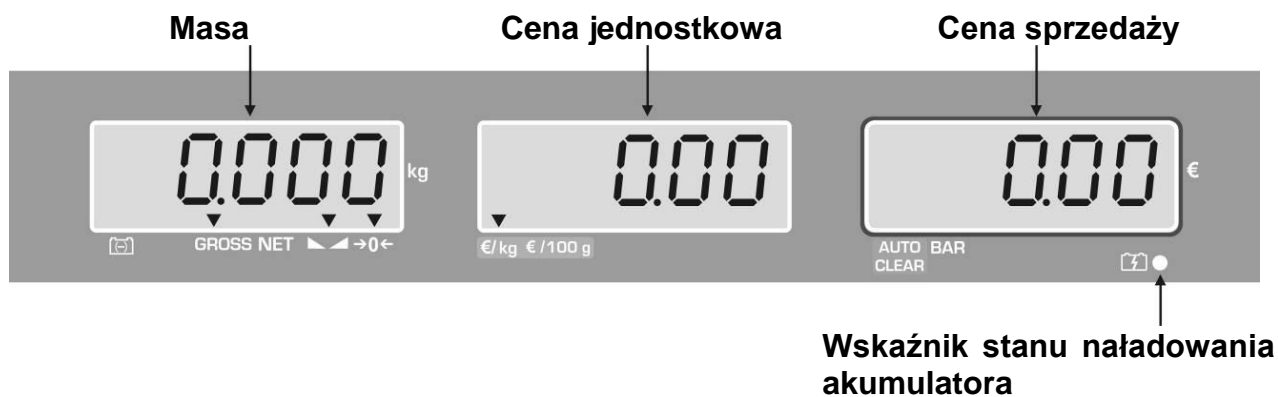 Masa Cena jednostkowa Cena sprzedaży
0.000 kg 0.00 0.00 €
GROSS NET →0← €/kg €/100 g AUTO BAR
CLEAR
Wskaźnik stanu naładowania
akumulatora